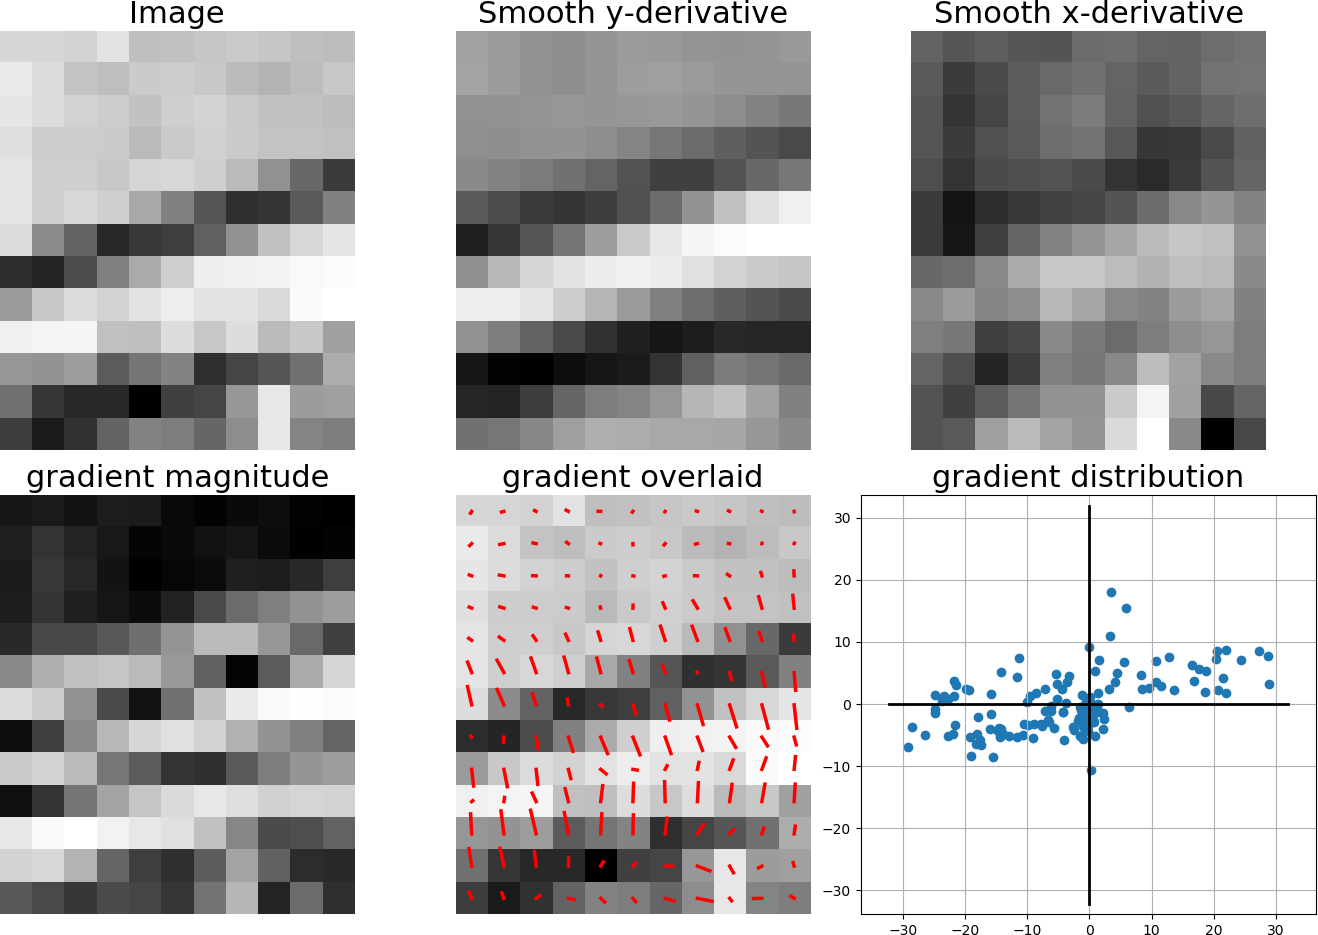 Image
Smooth y-derivative
Smooth x-derivative
gradient magnitude
gradient overlaid
gradient distribution
30
20
10
0
−10
−20
−30
−30 −20 −10 0 10 20 30